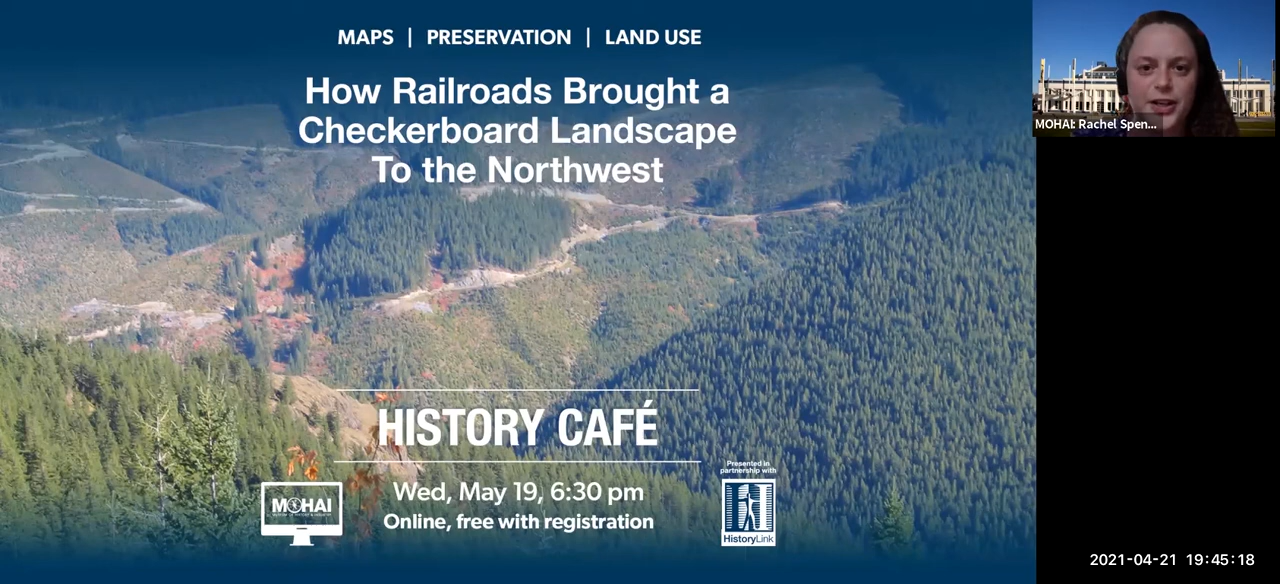 MAPS | PRESERVATION | LAND USE
How Railroads Brought a
Checkerboard Landscape
To the Northwest
HISTORY CAFÉ
Wed, May 19, 6:30 pm
Online, free with registration
MOHAI
Presented in
partnership with
HistoryLink
MOHAI: Rachel Spen...
2021-04-21 19:45:18